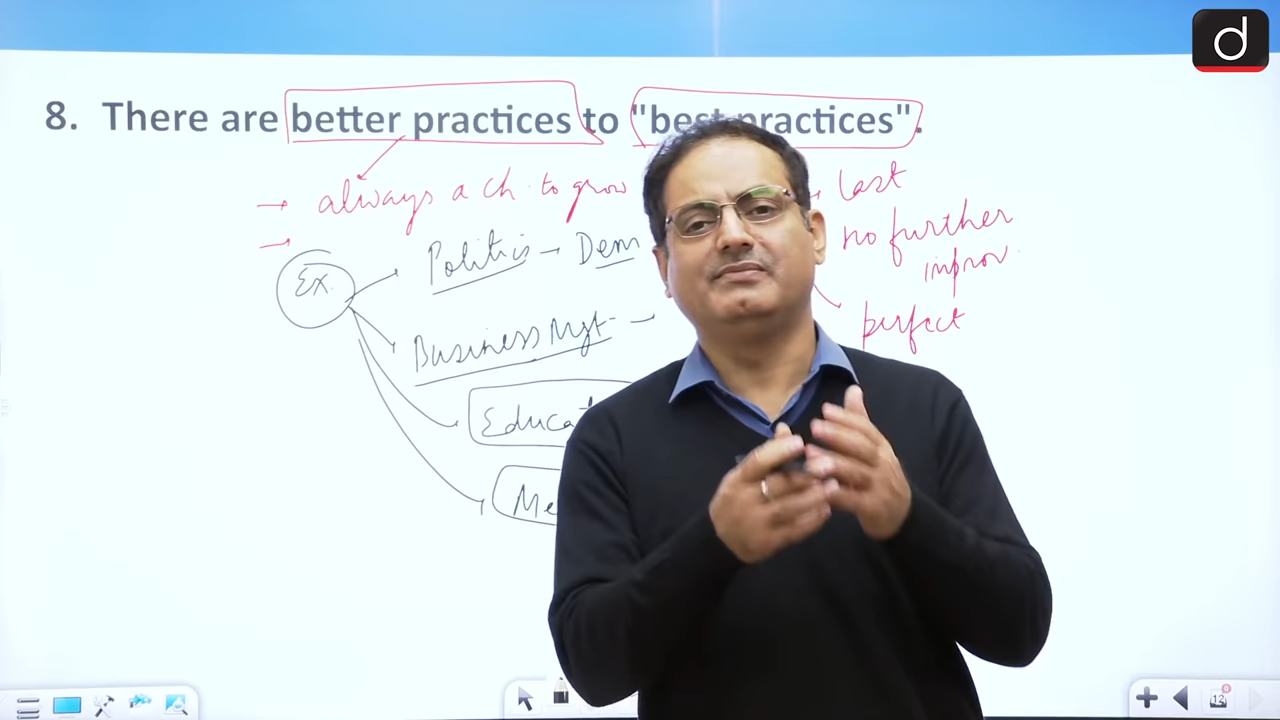 d
8. There are better practices to "best practices".
→ always a ch. to grow
→ last
no further
improv.
Ex.
Politics → Dem
Business Mgt –
perfect
Educat
Me
12